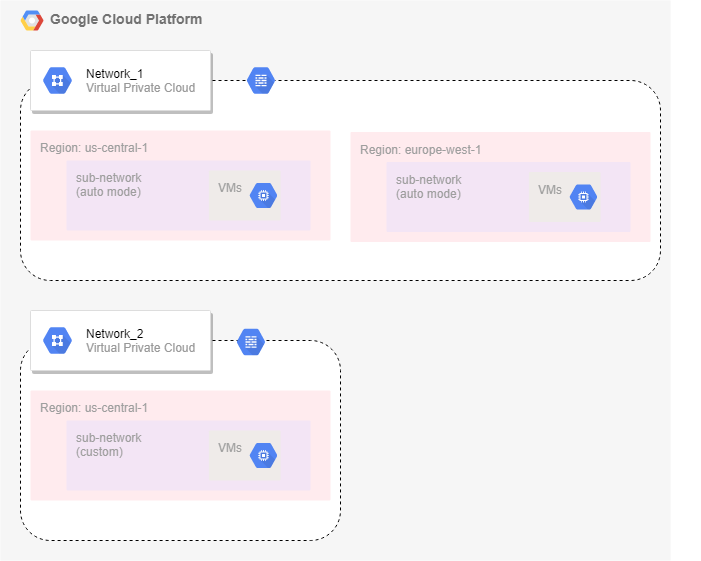 Google Cloud Platform
Network_1
Virtual Private Cloud
Region: us-central-1
sub-network
(auto mode)
VMs
Region: europe-west-1
sub-network
(auto mode)
VMs
Network_2
Virtual Private Cloud
Region: us-central-1
sub-network
(custom)
VMs